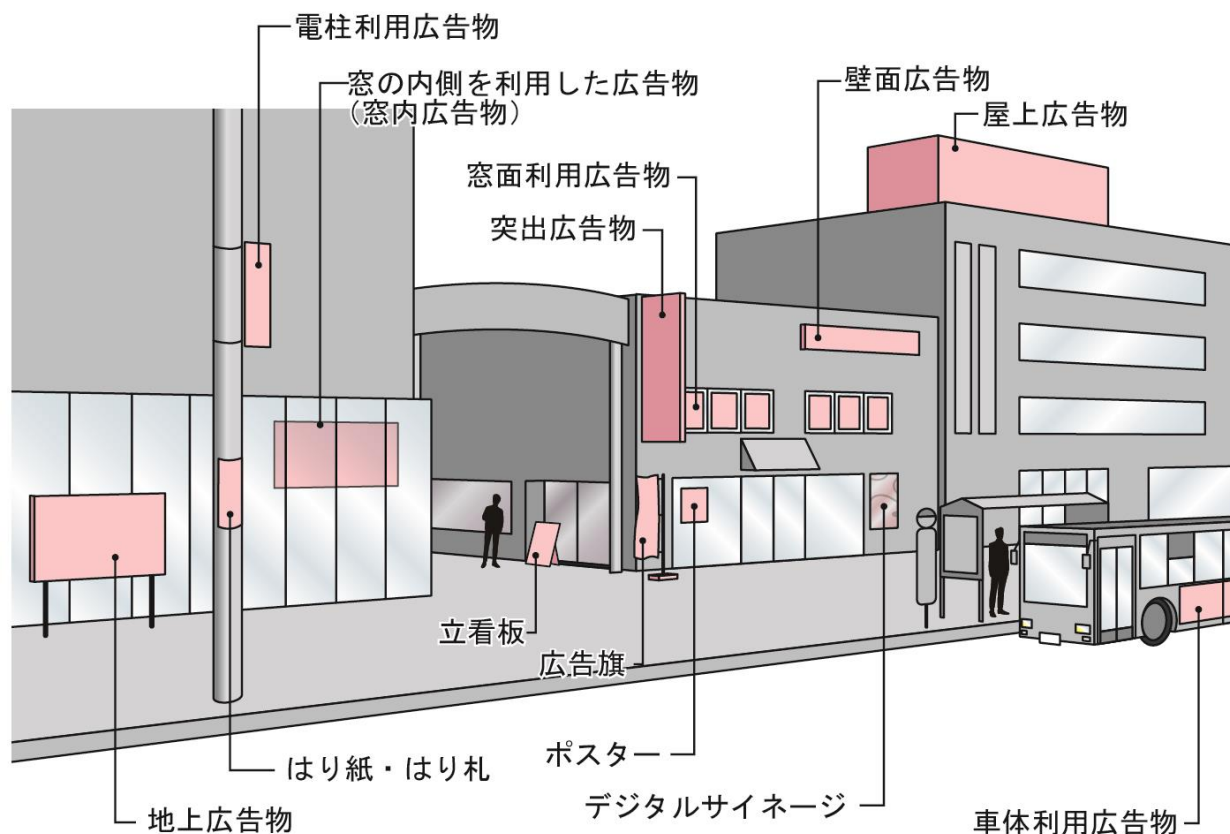 電柱利用広告物
窓の内側を利用した広告物
（窓内広告物）
壁面広告物
屋上広告物
窓面利用広告物
突出広告物
立看板
広告旗
ポスター
はり紙・はり札
デジタルサイネージ
地上広告物
車体利用広告物